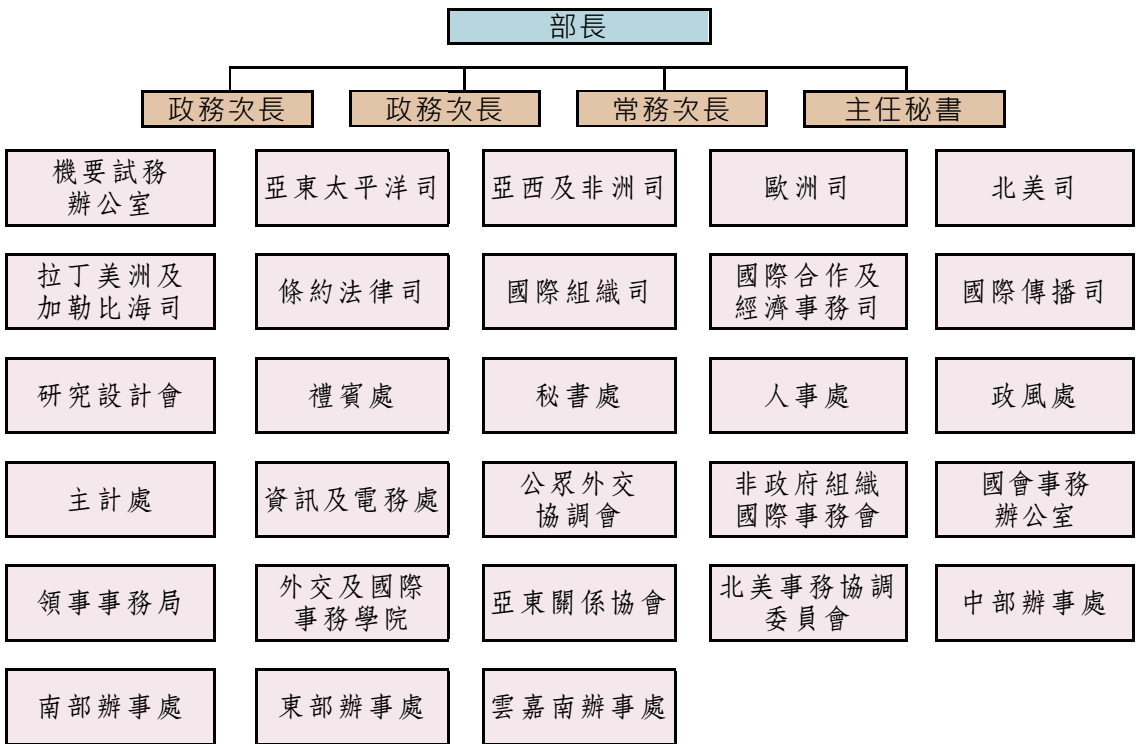 部長
政務次長
政務次長
常務次長
主任秘書
機要試務
辦公室
亞東太平洋司
亞西及非洲司
歐洲司
北美司
拉丁美洲及
加勒比海司
條約法律司
國際組織司
國際合作及
經濟事務司
國際傳播司
研究設計會
禮賓處
秘書處
人事處
政風處
主計處
資訊及電務處
公眾外交
協調會
非政府組織
國際事務會
國會事務
辦公室
領事事務局
外交及國際
事務學院
亞東關係協會
北美事務協調
委員會
中部辦事處
南部辦事處
東部辦事處
雲嘉南辦事處